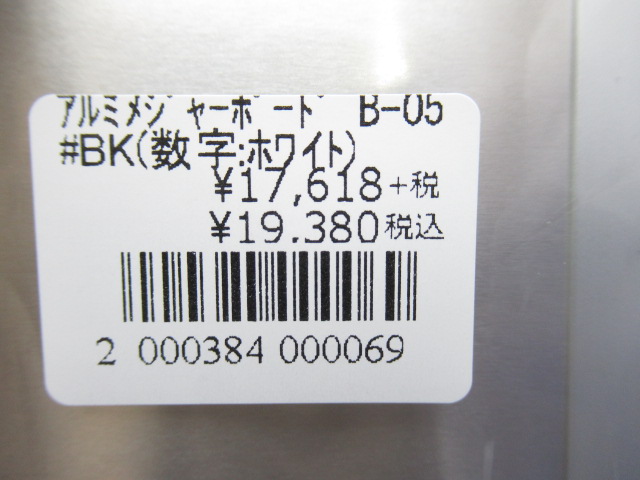 ｱﾙﾐﾒｼﾞｬｰﾎﾞｰﾄﾞ B-05
#BK(数字:ﾎﾜｲﾄ)
¥17,618+税
¥19,380税込
2 000384 000069